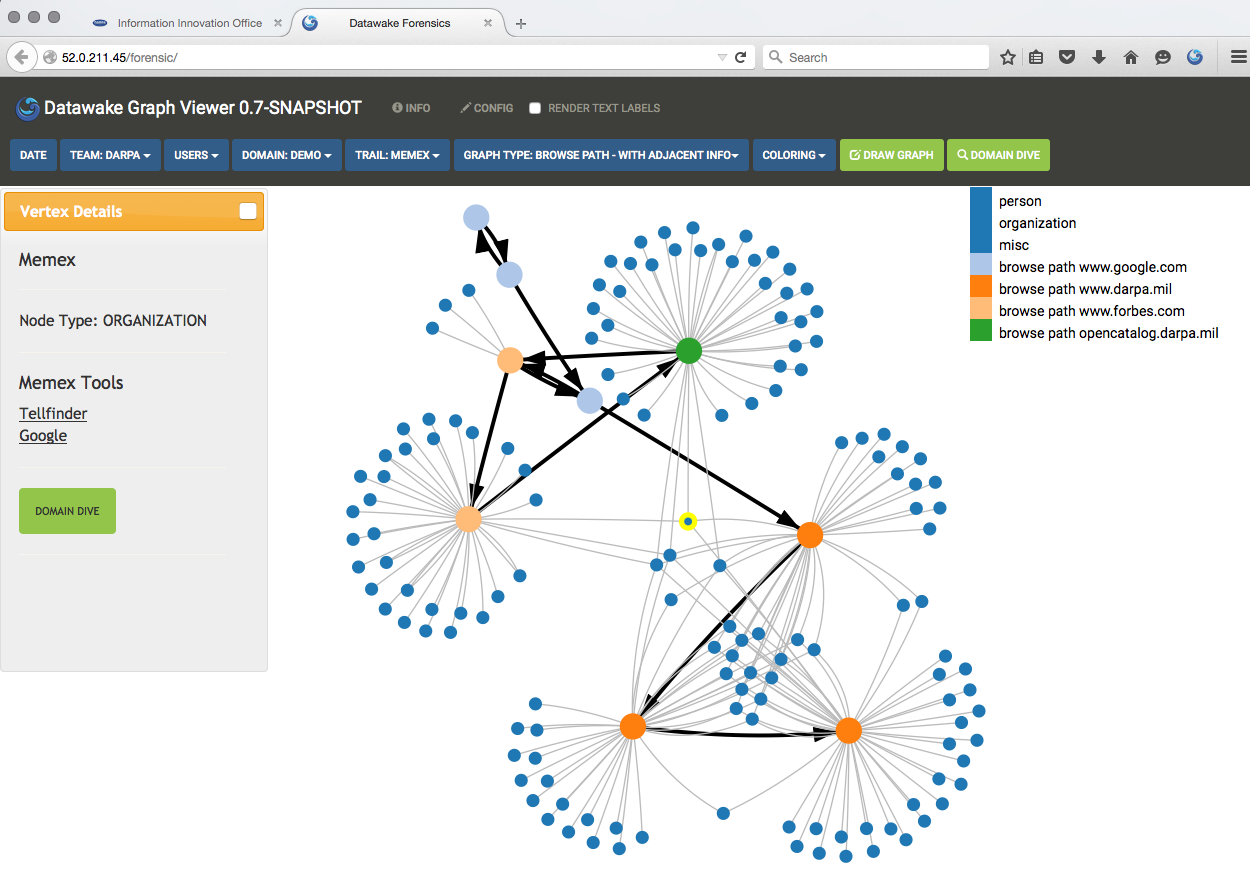 Information Innovation Office
Datawake Forensics
52.0.211.45/forensic/
Search
Datawake Graph Viewer 0.7-SNAPSHOT
INFO
CONFIG
RENDER TEXT LABELS
DATE
TEAM: DARPA
USERS
DOMAIN: DEMO
TRAIL: MEMEX
GRAPH TYPE: BROWSE PATH - WITH ADJACENT INFO
COLORING
DRAW GRAPH
DOMAIN DIVE
Vertex Details
Memex
Node Type: ORGANIZATION
Memex Tools
Tellfinder
Google
DOMAIN DIVE
person
organization
misc
browse path www.google.com
browse path www.darpa.mil
browse path www.forbes.com
browse path opencatalog.darpa.mil